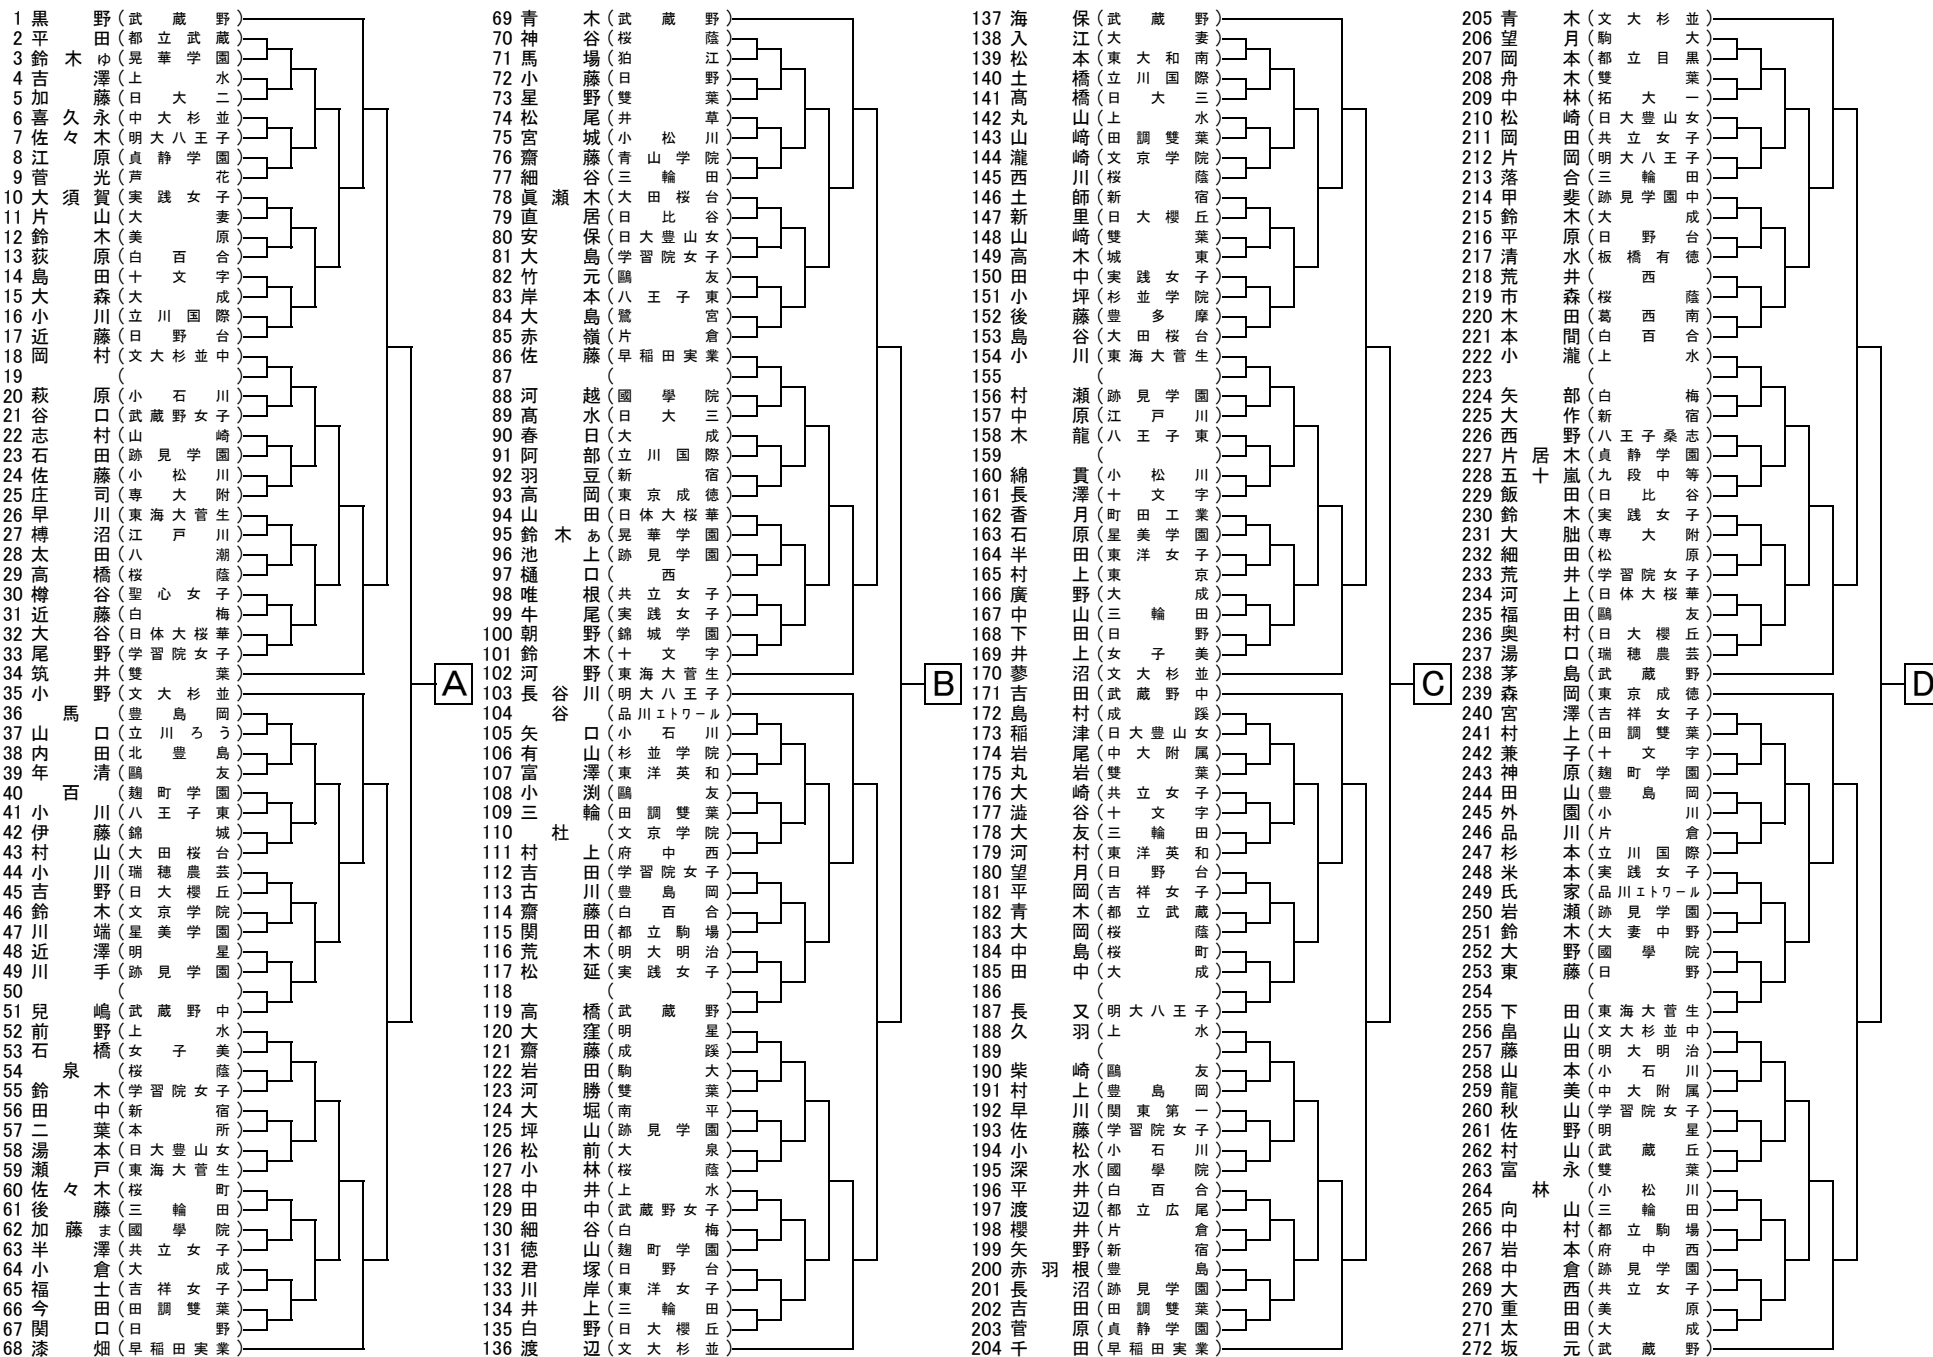 1 黒野(武蔵野)
2 平田(都立武蔵)
3 鈴木ゅ(晃華学園)
4 吉澤(上水)
5 加藤(日大二)
6 喜久永(中大杉並)
7 佐々木(明大八王子)
8 江原(貞静学園)
9 菅光(芦花)
10 大須賀(実践女子)
11 片山(大妻)
12 鈴木(美原)
13 荻原(白百合)
14 島田(十文字)
15 大森(大成)
16 小川(立川国際)
17 近藤(日野台)
18 岡村(文大杉並中)
19 ( )
20 萩原(小石川)
21 谷口(武蔵野女子)
22 志村(山崎)
23 石田(跡見学園)
24 佐藤(小松川)
25 庄司(専大附)
26 早川(東海大菅生)
27 榑沼(江戸川)
28 太田(八潮)
29 高橋(桜蔭)
30 樽谷(聖心女子)
31 近藤(白梅)
32 大谷(日体大桜華)
33 尾野(学習院女子)
34 筑井(雙葉)
35 小野(文大杉並)
36 馬(豊島岡)
37 山口(立川ろう)
38 内田(北豊島)
39 年清(鷗友)
40 百(麹町学園)
41 小川(八王子東)
42 伊藤(錦城)
43 村山(大田桜台)
44 小川(瑞穂農芸)
45 吉野(日大櫻丘)
46 鈴木(文京学院)
47 川端(星美学園)
48 近澤(明星)
49 川手(跡見学園)
50 ( )
51 兒嶋(武蔵野中)
52 前野(上水)
53 石橋(女子美)
54 泉(桜蔭)
55 鈴木(学習院女子)
56 田中(新宿)
57 二葉(本所)
58 湯本(日大豊山女)
59 瀬戸(東海大菅生)
60 佐々木(桜町)
61 後藤(三輪田)
62 加藤ま(國學院)
63 半澤(共立女子)
64 小倉(大成)
65 福士(吉祥女子)
66 今田(田調雙葉)
67 関口(日野)
68 漆畑(早稲田実業)
A
69 青木(武蔵野)
70 神谷(桜蔭)
71 馬場(狛江)
72 小藤(日野)
73 星野(雙葉)
74 松尾(井草)
75 宮城(小松川)
76 齋藤(青山学院)
77 細谷(三輪田)
78 眞瀬木(大田桜台)
79 直居(日比谷)
80 安保(日大豊山女)
81 大島(学習院女子)
82 竹元(鷗友)
83 岸本(八王子東)
84 大島(鷺宮)
85 赤嶺(片倉)
86 佐藤(早稲田実業)
87 ( )
88 河越(國學院)
89 髙水(日大三)
90 春日(大成)
91 阿部(立川国際)
92 羽豆(新宿)
93 高岡(東京成徳)
94 山田(日体大桜華)
95 鈴木ぁ(晃華学園)
96 池上(跡見学園)
97 樋口(西)
98 唯根(共立女子)
99 牛尾(実践女子)
100 朝野(錦城学園)
101 鈴木(十文字)
102 河野(東海大菅生)
103 長谷川(明大八王子)
104 谷(品川エトワール)
105 矢口(小石川)
106 有山(杉並学院)
107 富澤(東洋英和)
108 小渕(鷗友)
109 三輪(田調雙葉)
110 杜(文京学院)
111 村上(府中西)
112 吉田(学習院女子)
113 古川(豊島岡)
114 齋藤(白百合)
115 関田(都立駒場)
116 荒木(明大明治)
117 松延(実践女子)
118 ( )
119 高橋(武蔵野)
120 大窪(明星)
121 齋藤(成蹊)
122 岩田(駒大)
123 河勝(雙葉)
124 大堀(南平)
125 坪山(跡見学園)
126 松前(大泉)
127 小林(桜蔭)
128 中井(上水)
129 田中(武蔵野女子)
130 細谷(白梅)
131 徳山(麹町学園)
132 君塚(日野台)
133 川岸(東洋女子)
134 井上(三輪田)
135 白野(日大櫻丘)
136 渡辺(文大杉並)
B
137 海保(武蔵野)
138 入江(大妻)
139 松本(東大和南)
140 土橋(立川国際)
141 髙橋(日大三)
142 丸山(上水)
143 山﨑(田調雙葉)
144 瀧崎(文京学院)
145 西川(桜蔭)
146 土師(新宿)
147 新里(日大櫻丘)
148 山﨑(雙葉)
149 高木(城東)
150 田中(実践女子)
151 小坪(杉並学院)
152 後藤(豊多摩)
153 島谷(大田桜台)
154 小川(東海大菅生)
155 ( )
156 村瀬(跡見学園)
157 中原(江戸川)
158 木龍(八王子東)
159 ( )
160 綿貫(小松川)
161 長澤(十文字)
162 香月(町田工業)
163 石原(星美学園)
164 半田(東洋女子)
165 村上(東京)
166 廣野(大成)
167 中山(三輪田)
168 下田(日野)
169 井上(女子美)
170 蓼沼(文大杉並)
171 吉田(武蔵野中)
172 島村(成蹊)
173 稲津(日大豊山女)
174 岩尾(中大附属)
175 丸岩(雙葉)
176 大崎(共立女子)
177 澁谷(十文字)
178 大友(三輪田)
179 河村(東洋英和)
180 望月(日野台)
181 平岡(吉祥女子)
182 青木(都立武蔵)
183 大岡(桜蔭)
184 中島(桜町)
185 田中(大成)
186 ( )
187 長又(明大八王子)
188 久羽(上水)
189 ( )
190 柴崎(鷗友)
191 村上(豊島岡)
192 早川(関東第一)
193 佐藤(学習院女子)
194 小松(小石川)
195 深水(國學院)
196 平井(白百合)
197 渡辺(都立広尾)
198 櫻井(片倉)
199 矢野(新宿)
200 赤羽根(豊島)
201 長沼(跡見学園)
202 吉田(田調雙葉)
203 菅原(貞静学園)
204 千田(早稲田実業)
C
205 青木(文大杉並)
206 望月(駒大)
207 岡本(都立目黒)
208 舟木(雙葉)
209 中林(拓大一)
210 松崎(日大豊山女)
211 岡田(共立女子)
212 片岡(明大八王子)
213 落合(三輪田)
214 甲斐(跡見学園中)
215 鈴木(大成)
216 平原(日野台)
217 清水(板橋有徳)
218 荒井(西)
219 市森(桜蔭)
220 木田(葛西南)
221 本間(白百合)
222 小瀧(上水)
223 ( )
224 矢部(白梅)
225 大作(新宿)
226 西野(八王子桑志)
227 片居木(貞静学園)
228 五十嵐(九段中等)
229 飯田(日比谷)
230 鈴木(実践女子)
231 大朏(専大附)
232 細田(松原)
233 荒井(学習院女子)
234 河上(日体大桜華)
235 福田(鷗友)
236 奥村(日大櫻丘)
237 湯口(瑞穂農芸)
238 茅島(武蔵野)
239 森岡(東京成徳)
240 宮澤(吉祥女子)
241 村上(田調雙葉)
242 兼子(十文字)
243 神原(麹町学園)
244 田山(豊島岡)
245 外園(小川)
246 品川(片倉)
247 杉本(立川国際)
248 米本(実践女子)
249 氏家(品川エトワール)
250 岩瀬(跡見学園)
251 鈴木(大妻中野)
252 大野(國學院)
253 東藤(日野)
254 ( )
255 下田(東海大菅生)
256 畠山(文大杉並中)
257 藤田(明大明治)
258 山本(小石川)
259 龍美(中大附属)
260 秋山(学習院女子)
261 佐野(明星)
262 村山(武蔵丘)
263 富永(雙葉)
264 林(小松川)
265 向山(三輪田)
266 中村(都立駒場)
267 岩本(府中西)
268 中倉(跡見学園)
269 大西(共立女子)
270 重田(美原)
271 太田(大成)
272 坂元(武蔵野)
D